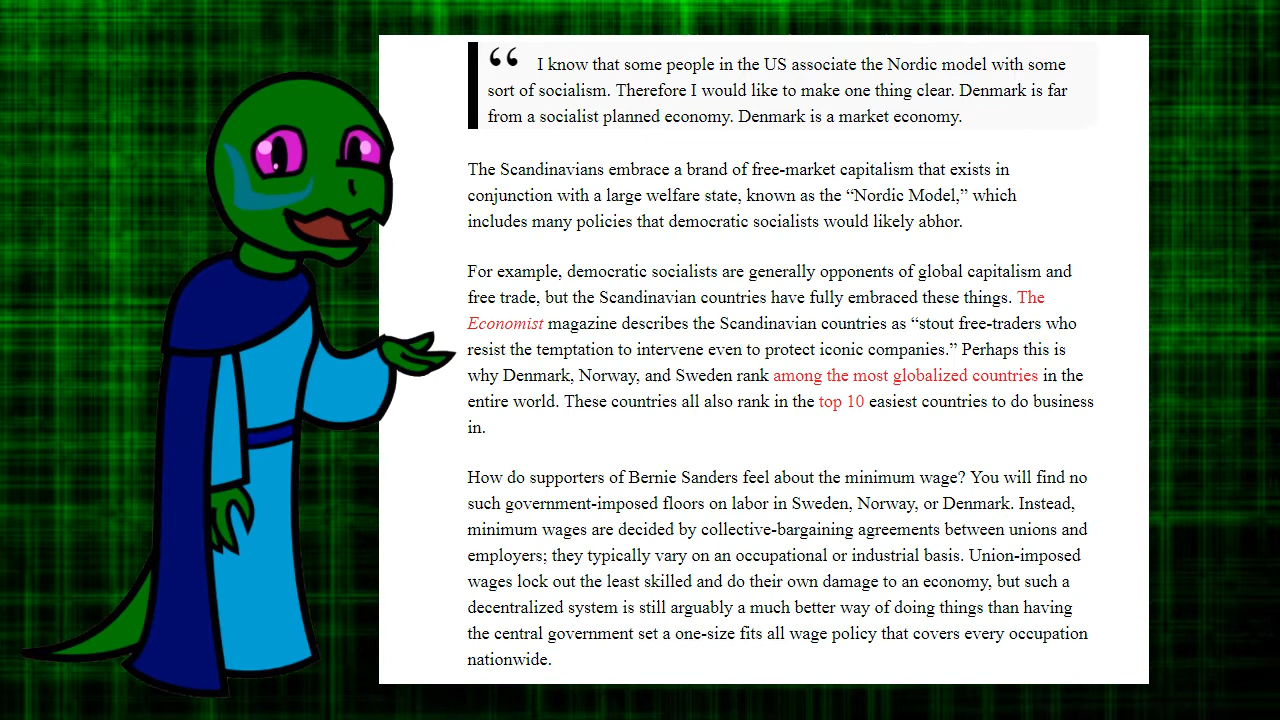 “ I know that some people in the US associate the Nordic model with some
sort of socialism. Therefore I would like to make one thing clear. Denmark is far
from a socialist planned economy. Denmark is a market economy.
The Scandinavians embrace a brand of free-market capitalism that exists in
conjunction with a large welfare state, known as the “Nordic Model,” which
includes many policies that democratic socialists would likely abhor.
For example, democratic socialists are generally opponents of global capitalism and
free trade, but the Scandinavian countries have fully embraced these things. The
Economist magazine describes the Scandinavian countries as “stout free-traders who
resist the temptation to intervene even to protect iconic companies.” Perhaps this is
why Denmark, Norway, and Sweden rank among the most globalized countries in the
entire world. These countries all also rank in the top 10 easiest countries to do business
in.
How do supporters of Bernie Sanders feel about the minimum wage? You will find no
such government-imposed floors on labor in Sweden, Norway, or Denmark. Instead,
minimum wages are decided by collective-bargaining agreements between unions and
employers; they typically vary on an occupational or industrial basis. Union-imposed
wages lock out the least skilled and do their own damage to an economy, but such a
decentralized system is still arguably a much better way of doing things than having
the central government set a one-size fits all wage policy that covers every occupation
nationwide.